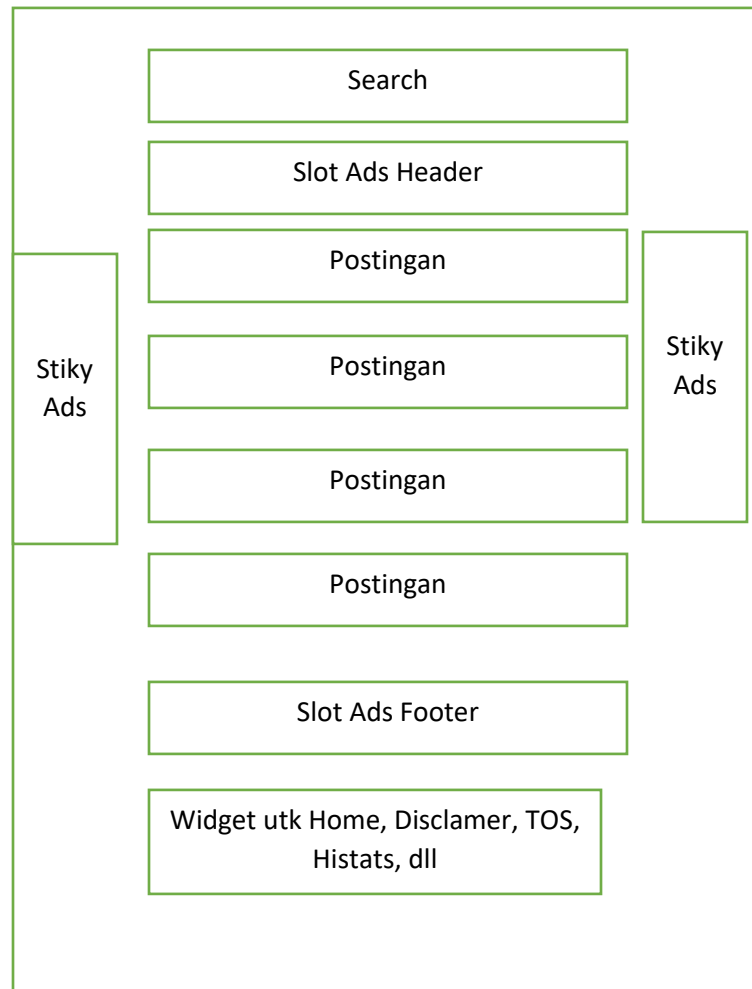 Search
Slot Ads Header
Postingan
Stiky
Ads
Postingan
Stiky
Ads
Postingan
Postingan
Slot Ads Footer
Widget utk Home, Disclamer, TOS,
Histats, dll